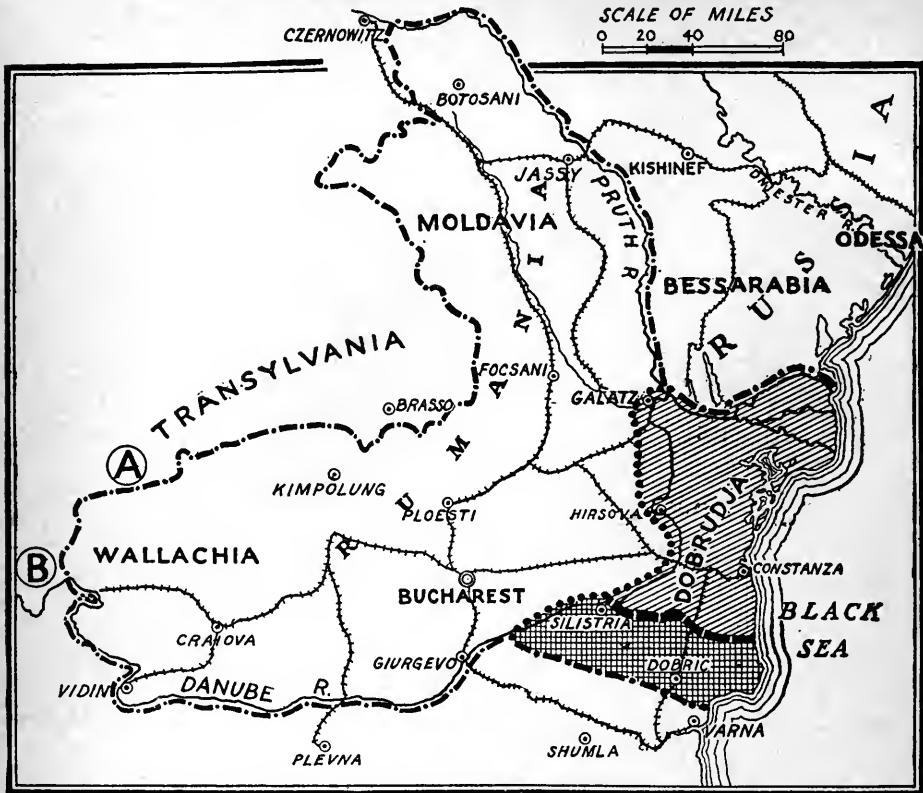 SCALE OF MILES
0 20 40 80
CZERNOWITZ
BOTOSANI
JASSY
KISHINEF
DNIESTER R.
ODESSA
PRUTH R.
MOLDAVIA
BESSARABIA
RUSSIA
TRANSYLVANIA
FOCSANI
GALATZ
BRASSO
A
KIMPOLUNG
RUMANIA
PLOESTI
HIRSOVA
DOBRUDJA
B
WALLACHIA
CONSTANZA
BUCHAREST
BLACK
SEA
SILISTRIA
CRAIOVA
GIURGEVO
DOBRIC
VIDIN
DANUBE R.
VARNA
PLEVNA
SHUMLA